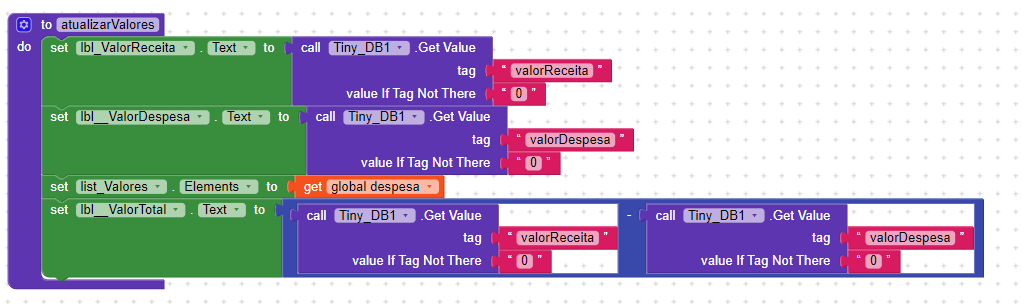 to atualizarValores
do set lbl_ValorReceita . Text to call Tiny_DB1 .Get Value
tag “ valorReceita ”
value If Tag Not There “ 0 ”
set lbl__ValorDespesa . Text to call Tiny_DB1 .Get Value
tag “ valorDespesa ”
value If Tag Not There “ 0 ”
set list_Valores . Elements to get global despesa
set lbl__ValorTotal . Text to call Tiny_DB1 .Get Value - call Tiny_DB1 .Get Value
tag “ valorReceita ” tag “ valorDespesa ”
value If Tag Not There “ 0 ” value If Tag Not There “ 0 ”